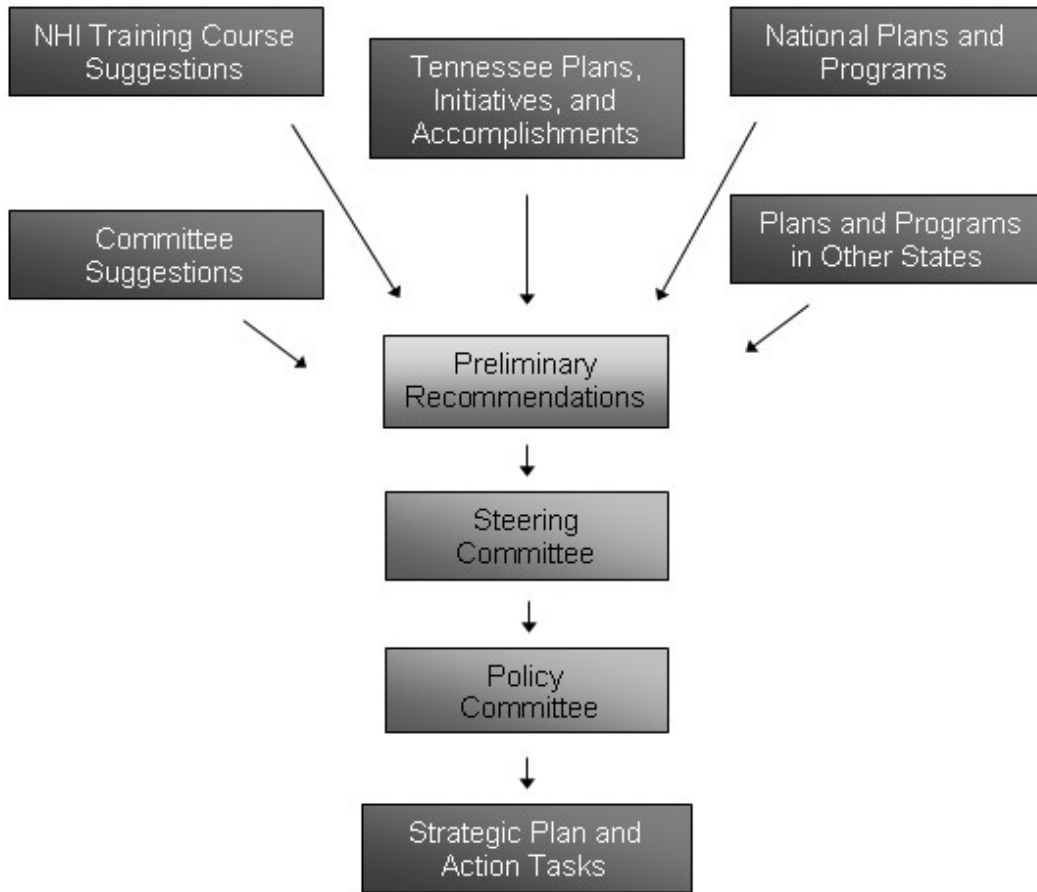 NHI Training Course
Suggestions
Tennessee Plans,
Initiatives, and
Accomplishments
National Plans and
Programs
Committee
Suggestions
Plans and Programs
in Other States
Preliminary
Recommendations
Steering
Committee
Policy
Committee
Strategic Plan and
Action Tasks